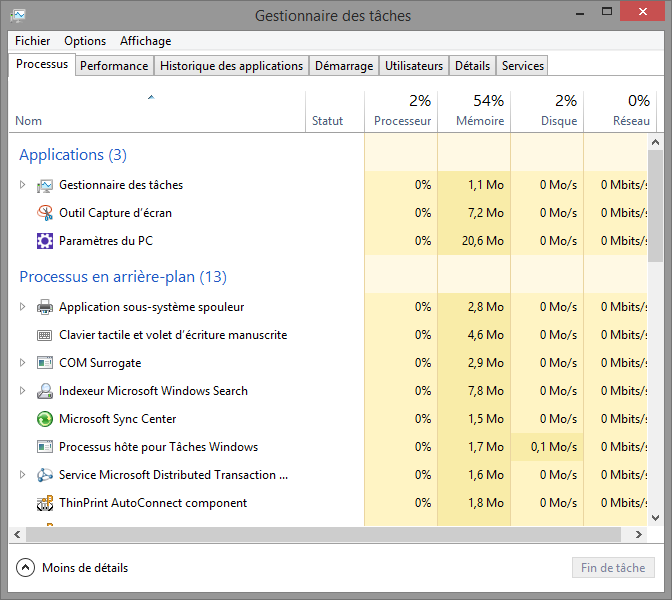 Gestionnaire des tâches
Fichier Options Affichage
Processus Performance Historique des applications Démarrage Utilisateurs Détails Services
2% 54% 2% 0%
Nom Statut Processeur Mémoire Disque Réseau
Applications (3)
Gestionnaire des tâches 0% 1,1 Mo 0 Mo/s 0 Mbits/s
Outil Capture d'écran 0% 7,2 Mo 0 Mo/s 0 Mbits/s
Paramètres du PC 0% 20,6 Mo 0 Mo/s 0 Mbits/s
Processus en arrière-plan (13)
Application sous-système spouleur 0% 2,8 Mo 0 Mo/s 0 Mbits/s
Clavier tactile et volet d'écriture manuscrite 0% 4,6 Mo 0 Mo/s 0 Mbits/s
COM Surrogate 0% 2,9 Mo 0 Mo/s 0 Mbits/s
Indexeur Microsoft Windows Search 0% 7,8 Mo 0 Mo/s 0 Mbits/s
Microsoft Sync Center 0% 1,5 Mo 0 Mo/s 0 Mbits/s
Processus hôte pour Tâches Windows 0% 1,7 Mo 0,1 Mo/s 0 Mbits/s
Service Microsoft Distributed Transaction ... 0% 1,6 Mo 0 Mo/s 0 Mbits/s
ThinPrint AutoConnect component 0% 1,8 Mo 0 Mo/s 0 Mbits/s
Moins de détails Fin de tâche